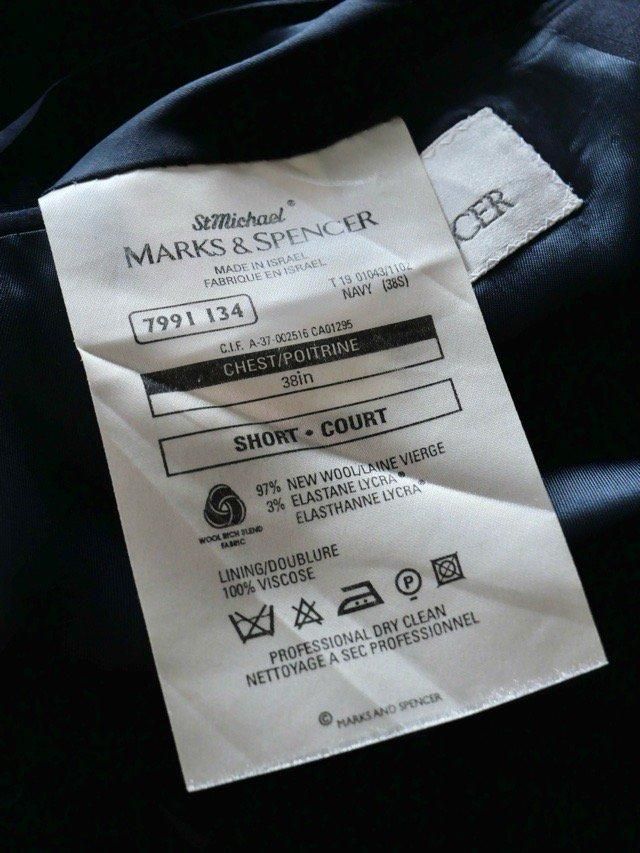 StMichael®
MARKS & SPENCER
MADE IN ISRAEL
FABRIQUE EN ISRAEL
T 19 01043/1102
NAVY (38S)
7991 134
C.I.F. A-37-002516 CA01295
CHEST/POITRINE
38in
SHORT • COURT
97% NEW WOOL/LAINE VIERGE
3% ELASTANE LYCRA®
ELASTHANNE LYCRA®
WOOL RICH BLEND
FABRIC
LINING/DOUBLURE
100% VISCOSE
P
PROFESSIONAL DRY CLEAN
NETTOYAGE A SEC PROFESSIONNEL
© MARKS AND SPENCER
CER